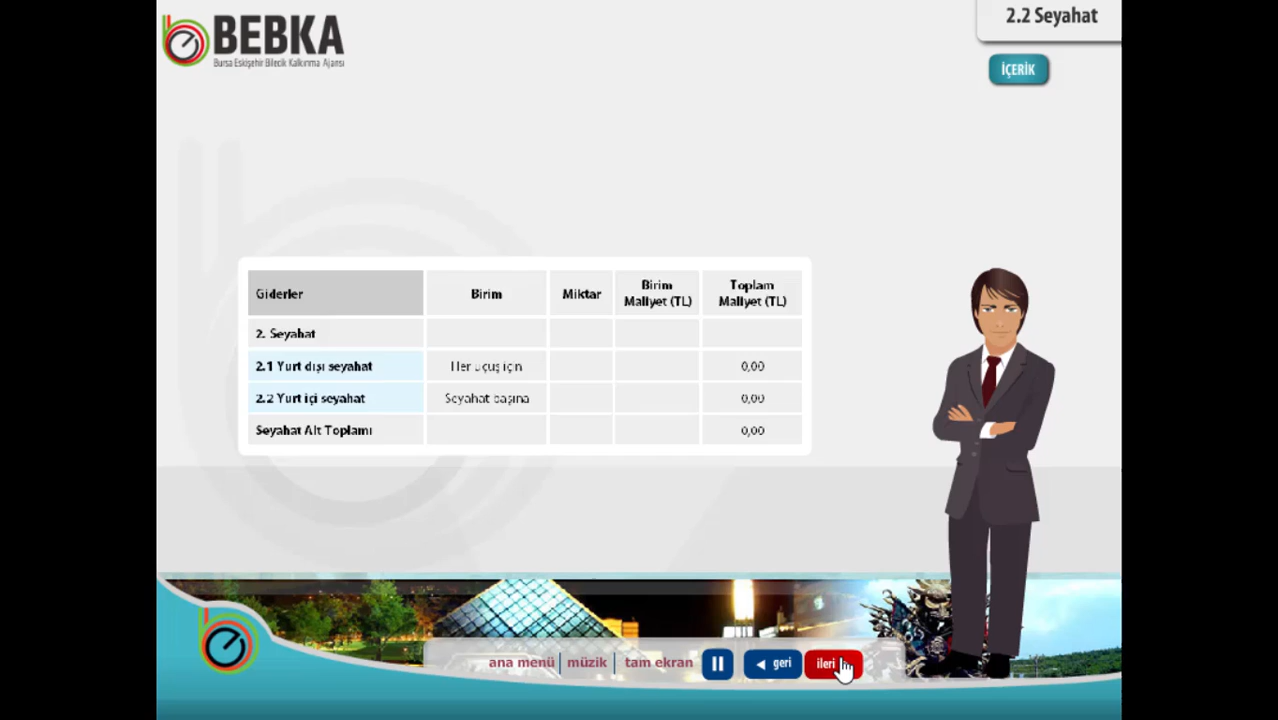 BEBKA
Bursa Eskişehir Bilecik Kalkınma Ajansı
2.2 Seyahat
İÇERİK
Giderler Birim Miktar Birim Maliyet (TL) Toplam Maliyet (TL)
2. Seyahat
2.1 Yurt dışı seyahat Her uçuş için 0,00
2.2 Yurt içi seyahat Seyahat başına 0,00
Seyahat Alt Toplamı 0,00
ana menü müzik tam ekran geri ileri